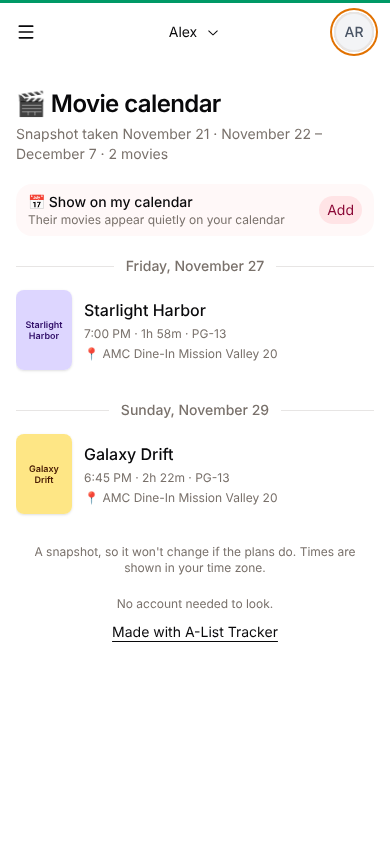 Alex
AR
🎬 Movie calendar
Snapshot taken November 21 · November 22 –
December 7 · 2 movies
📅 Show on my calendar
Their movies appear quietly on your calendar
Add
Friday, November 27
Starlight
Harbor
Starlight Harbor
7:00 PM · 1h 58m · PG-13
📍 AMC Dine-In Mission Valley 20
Sunday, November 29
Galaxy
Drift
Galaxy Drift
6:45 PM · 2h 22m · PG-13
📍 AMC Dine-In Mission Valley 20
A snapshot, so it won't change if the plans do. Times are
shown in your time zone.
No account needed to look.
Made with A-List Tracker